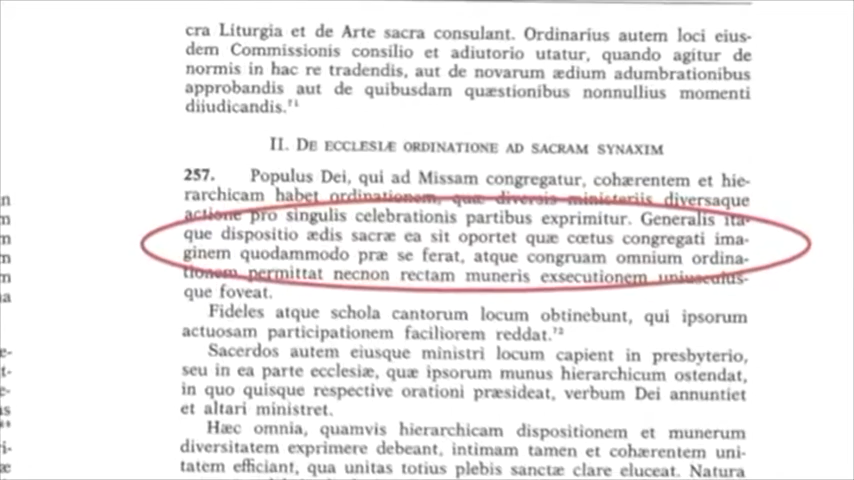 cra Liturgia et de Arte sacra consulant. Ordinarius autem loci eius-
dem Commissionis consilio et adiutorio utatur, quando agitur de
normis in hac re tradendis, aut de novarum ædium adumbrationibus
approbandis aut de quibusdam quæstionibus nonnullius momenti
diiudicandis.⁷¹
II. DE ECCLESIÆ ORDINATIONE AD SACRAM SYNAXIM
257. Populus Dei, qui ad Missam congregatur, cohærentem et hie-
rarchicam habet ordinationem, quæ diversis ministeriis diversaque
actione pro singulis celebrationis partibus exprimitur. Generalis ita-
que dispositio ædis sacræ ea sit oportet quæ cœtus congregati ima-
ginem quodammodo præ se ferat, atque congruam omnium ordina-
tionem permittat necnon rectam muneris exsecutionem uniuscuius-
que foveat.
Fideles atque schola cantorum locum obtinebunt, qui ipsorum
actuosam participationem faciliorem reddat.⁷²
Sacerdos autem eiusque ministri locum capient in presbyterio,
seu in ea parte ecclesiæ, quæ ipsorum munus hierarchicum ostendat,
in quo quisque respective orationi præsideat, verbum Dei annuntiet
et altari ministret.
Hæc omnia, quamvis hierarchicam dispositionem et munerum
diversitatem exprimere debeant, intimam tamen et cohærentem uni-
tatem efficiant, qua unitas totius plebis sanctæ clare eluceat. Natura